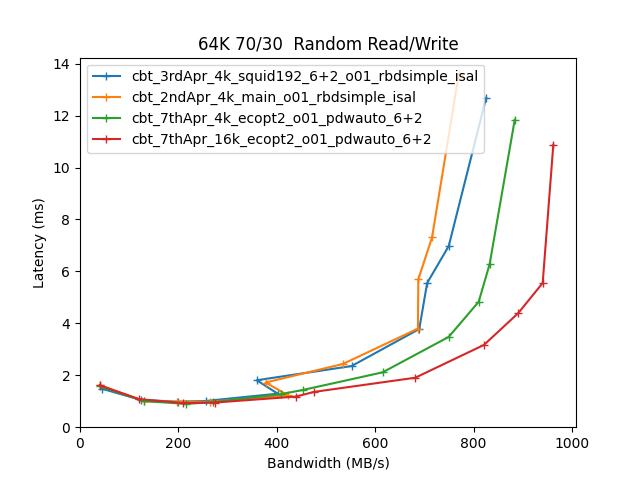 64K 70/30 Random Read/Write
cbt_3rdApr_4k_squid192_6+2_o01_rbdsimple_isal
cbt_2ndApr_4k_main_o01_rbdsimple_isal
cbt_7thApr_4k_ecopt2_o01_pdwauto_6+2
cbt_7thApr_16k_ecopt2_o01_pdwauto_6+2
14
12
10
8
6
4
2
0
Latency (ms)
0 200 400 600 800 1000
Bandwidth (MB/s)